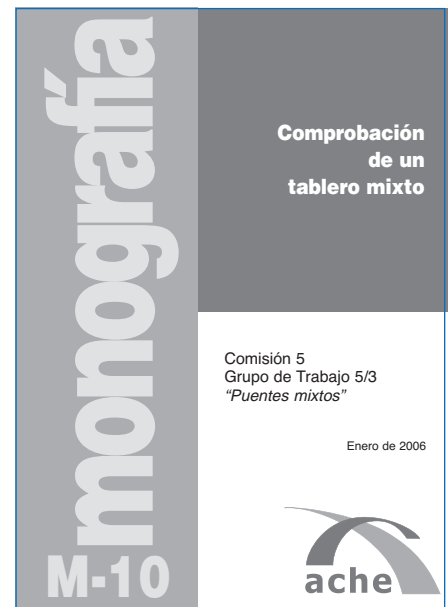 monografía
M-10
Comprobación
de un
tablero mixto
Comisión 5
Grupo de Trabajo 5/3
“Puentes mixtos”
Enero de 2006
ache